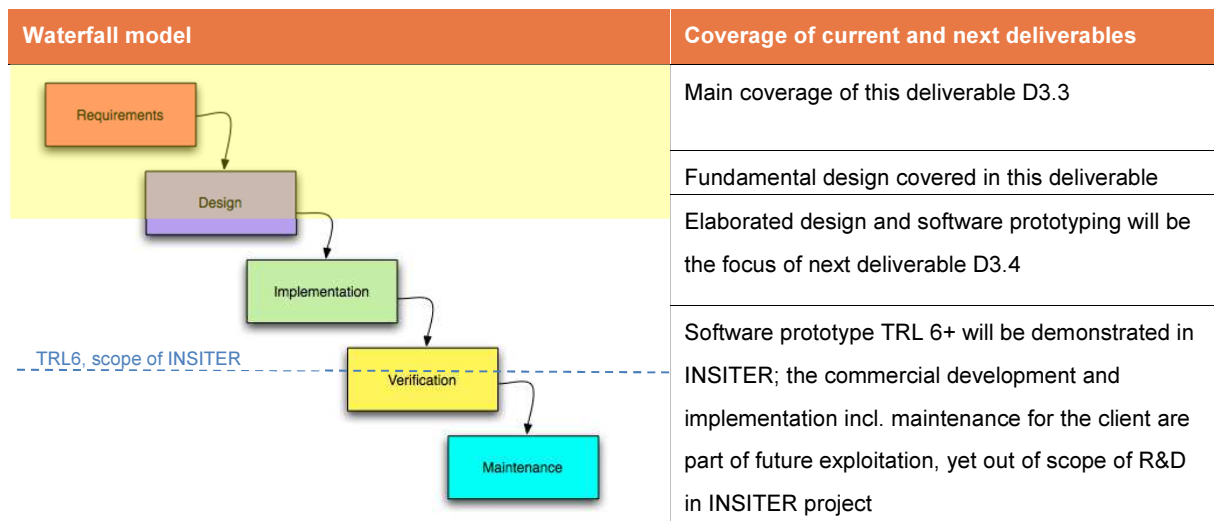 Waterfall model
Coverage of current and next deliverables
Requirements
Main coverage of this deliverable D3.3
Design
Fundamental design covered in this deliverable
Elaborated design and software prototyping will be
the focus of next deliverable D3.4
Implementation
TRL6, scope of INSITER
Verification
Maintenance
Software prototype TRL 6+ will be demonstrated in
INSITER; the commercial development and
implementation incl. maintenance for the client are
part of future exploitation, yet out of scope of R&D
in INSITER project